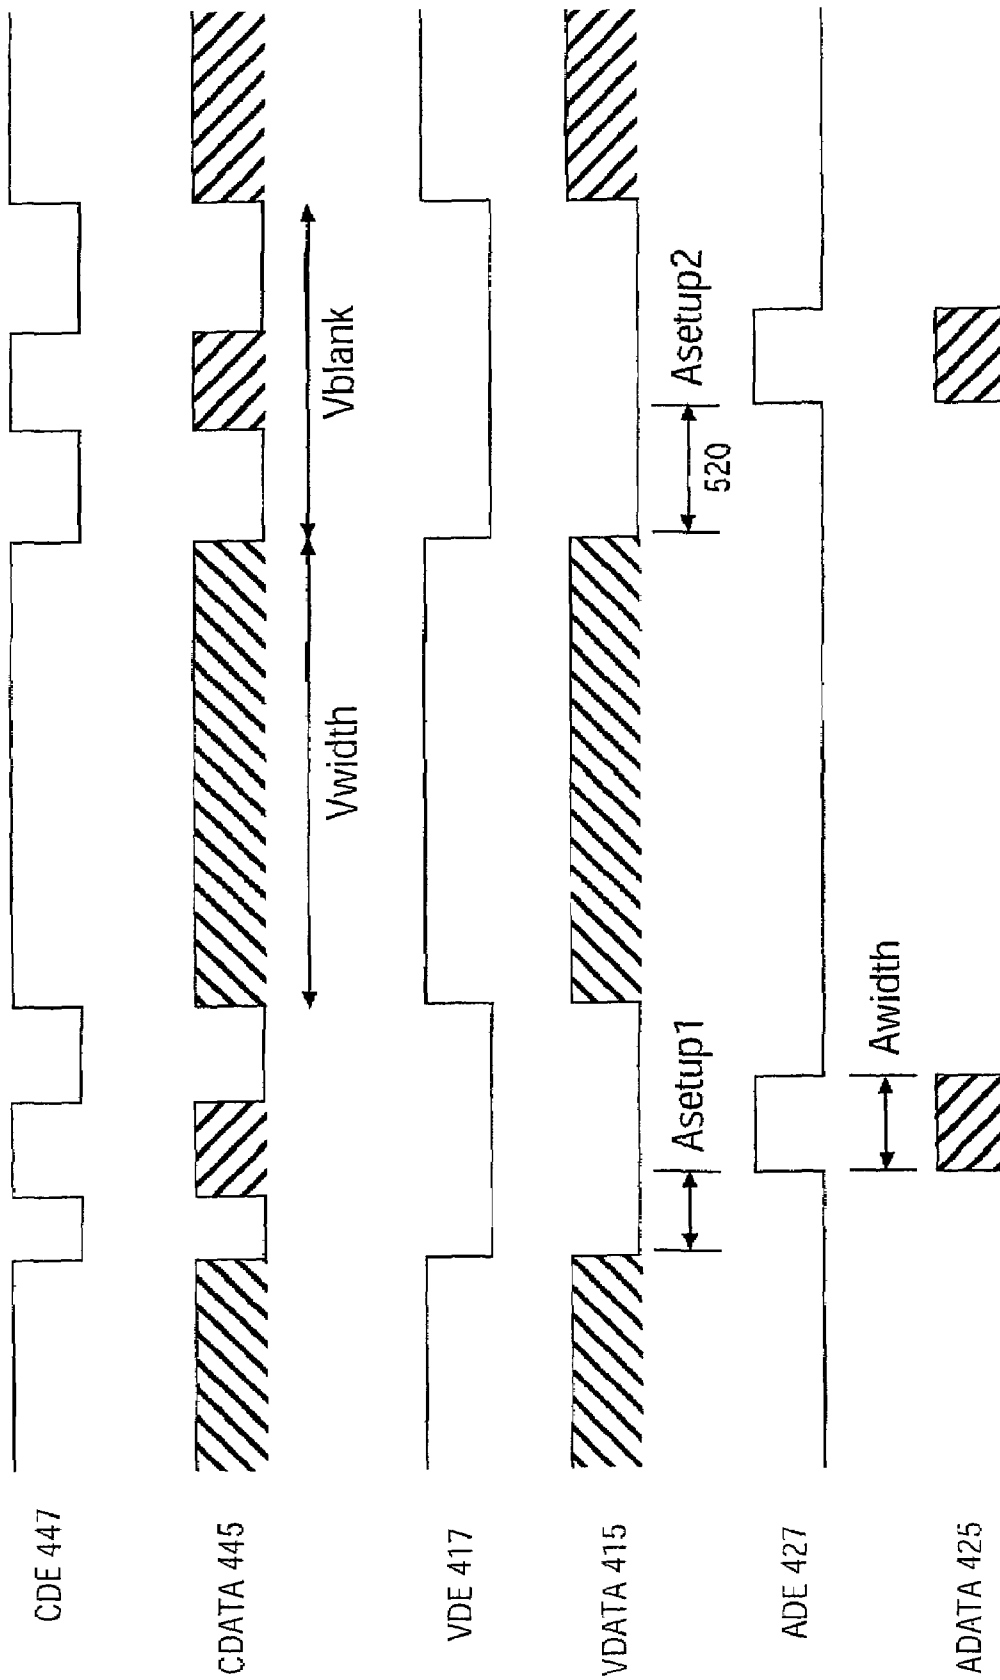 CDE 447
CDATA 445
Vwidth
Vblank
VDE 417
VDATA 415
Asetup1
520
Asetup2
ADE 427
Awidth
ADATA 425